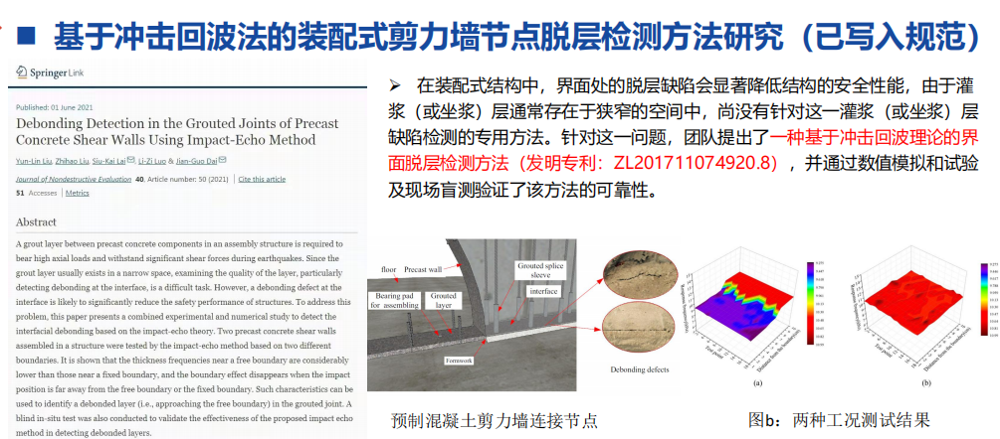 ■ 基于冲击回波法的装配式剪力墙节点脱层检测方法研究（已写入规范）
Springer Link
Published: 01 June 2021
Debonding Detection in the Grouted Joints of Precast
Concrete Shear Walls Using Impact-Echo Method
Yun-Lin Liu, Zhihao Liu, Siu-Kai Lai, Li-Zi Luo & Jian-Guo Dai
Journal of Nondestructive Evaluation 40, Article number: 50 (2021) | Cite this article
51 Accesses | Metrics
Abstract
A grout layer between precast concrete components in an assembly structure is required to
bear high axial loads and withstand significant shear forces during earthquakes. Since the
grout layer usually exists in a narrow space, examining the quality of the layer, particularly
detecting debonding at the interface, is a difficult task. However, a debonding defect at the
interface is likely to significantly reduce the safety performance of structures. To address this
problem, this paper presents a combined experimental and numerical study to detect the
interfacial debonding based on the impact-echo theory. Two precast concrete shear walls
assembled in a structure were tested by the impact-echo method based on two different
boundaries. It is shown that the thickness frequencies near a free boundary are considerably
lower than those near a fixed boundary, and the boundary effect disappears when the impact
position is far away from the free boundary or the fixed boundary. Such characteristics can be
used to identify a debonded layer (i.e., approaching the free boundary) in the grouted joint. A
blind in-situ test was also conducted to validate the effectiveness of the proposed impact echo
method in detecting debonded layers.
➢ 在装配式结构中，界面处的脱层缺陷会显著降低结构的安全性能，由于灌
浆（或坐浆）层通常存在于狭窄的空间中，尚没有针对这一灌浆（或坐浆）层
缺陷检测的专用方法。针对这一问题，团队提出了一种基于冲击回波理论的界
面脱层检测方法（发明专利：ZL201711074920.8），并通过数值模拟和试验
及现场盲测验证了该方法的可靠性。
floor
Precast wall
Bearing pad
for assembling
Grouted
layer
Grouted splice
sleeve
interface
Formwork
Debonding defects
Test point
Distance from the boundary(cm)
(a)
Test point
Distance from the boundary(cm)
(b)
预制混凝土剪力墙连接节点
图b：两种工况测试结果